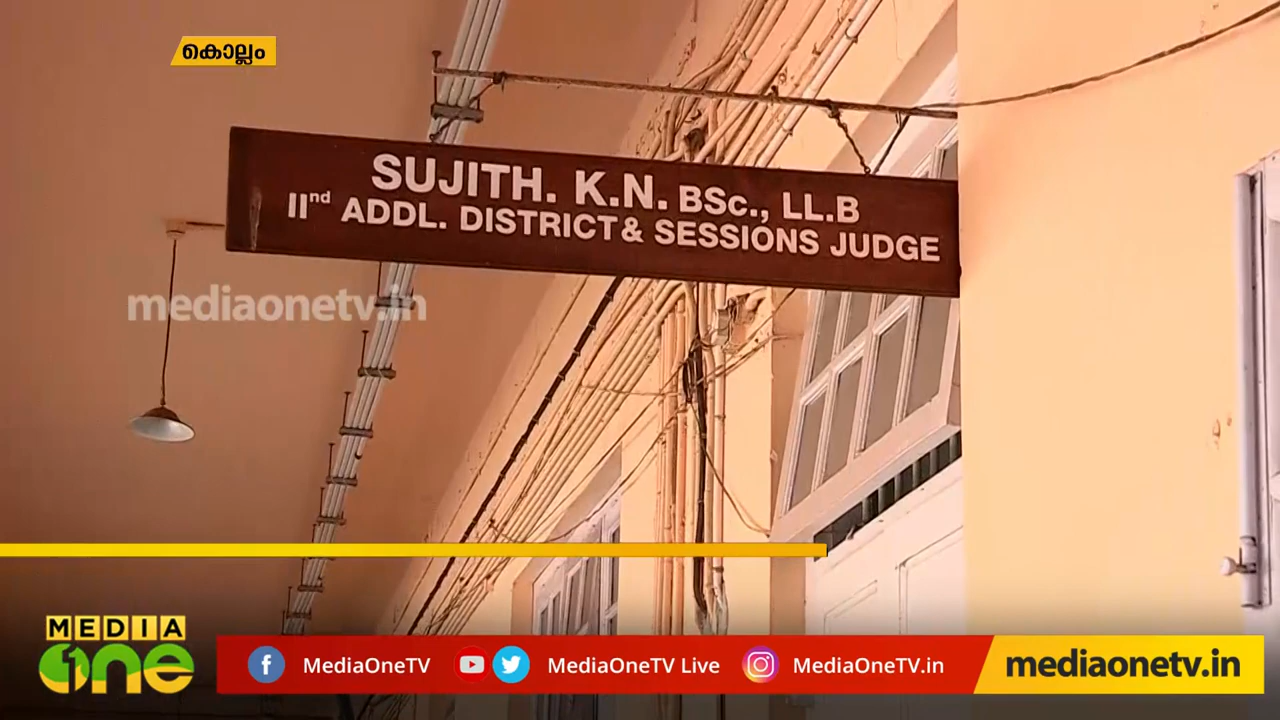 കൊല്ലം
SUJITH. K.N. BSc., LL.B
IInd ADDL. DISTRICT & SESSIONS JUDGE
mediaonetv.in
MEDIA
one
MediaOneTV
MediaOneTV Live
MediaOneTV.in
mediaonetv.in